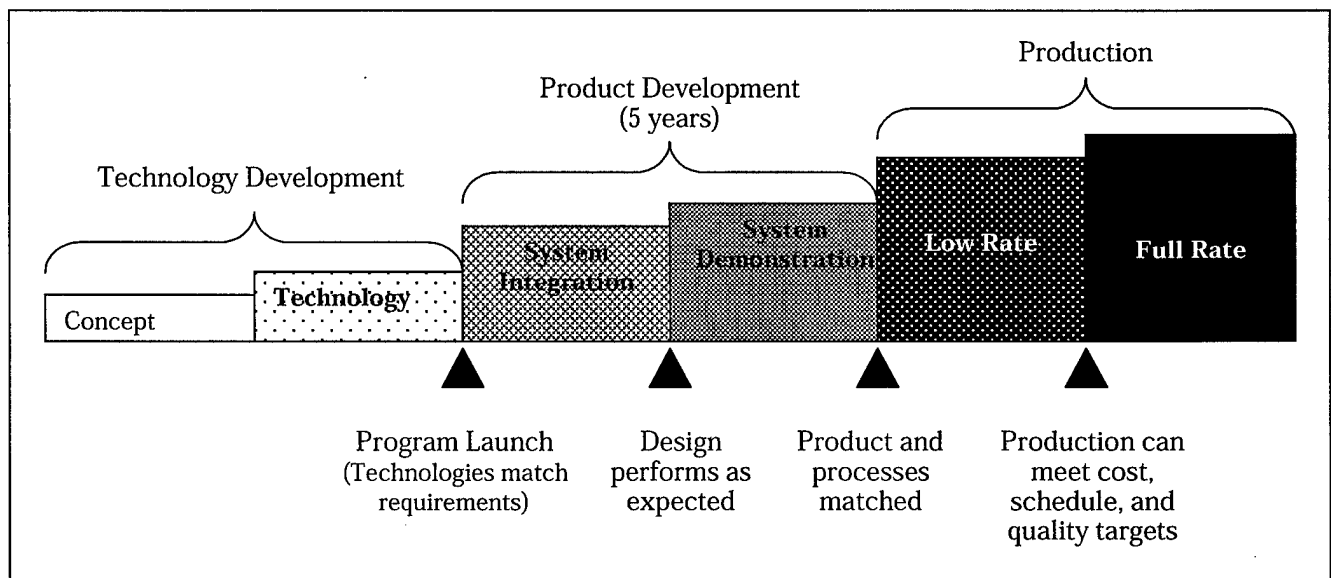 Production
Product Development
(5 years)
Technology Development
System
Integration
System
Demonstration
Low Rate
Full Rate
Technology
Concept
Program Launch
(Technologies match
requirements)
Design
performs as
expected
Product and
processes
matched
Production can
meet cost,
schedule, and
quality targets